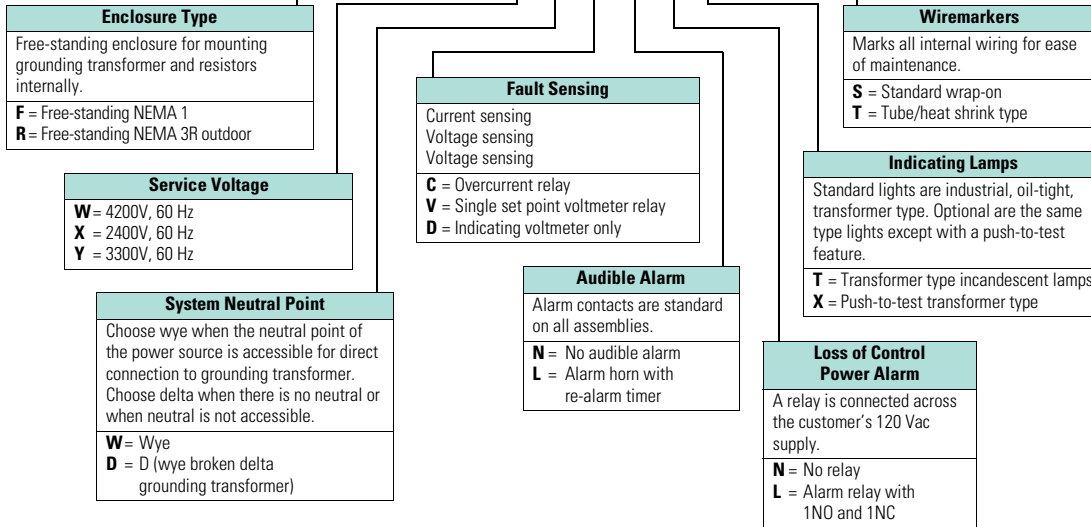 Enclosure Type
Free-standing enclosure for mounting
grounding transformer and resistors
internally.
F = Free-standing NEMA 1
R = Free-standing NEMA 3R outdoor
Service Voltage
W = 4200V, 60 Hz
X = 2400V, 60 Hz
Y = 3300V, 60 Hz
System Neutral Point
Choose wye when the neutral point of
the power source is accessible for direct
connection to grounding transformer.
Choose delta when there is no neutral or
when neutral is not accessible.
W = Wye
D = D (wye broken delta
grounding transformer)
Fault Sensing
Current sensing
Voltage sensing
Voltage sensing
C = Overcurrent relay
V = Single set point voltmeter relay
D = Indicating voltmeter only
Audible Alarm
Alarm contacts are standard
on all assemblies.
N = No audible alarm
L = Alarm horn with
re-alarm timer
Loss of Control
Power Alarm
A relay is connected across
the customer's 120 Vac
supply.
N = No relay
L = Alarm relay with
1NO and 1NC
Indicating Lamps
Standard lights are industrial, oil-tight,
transformer type. Optional are the same
type lights except with a push-to-test
feature.
T = Transformer type incandescent lamps
X = Push-to-test transformer type
Wiremarkers
Marks all internal wiring for ease
of maintenance.
S = Standard wrap-on
T = Tube/heat shrink type